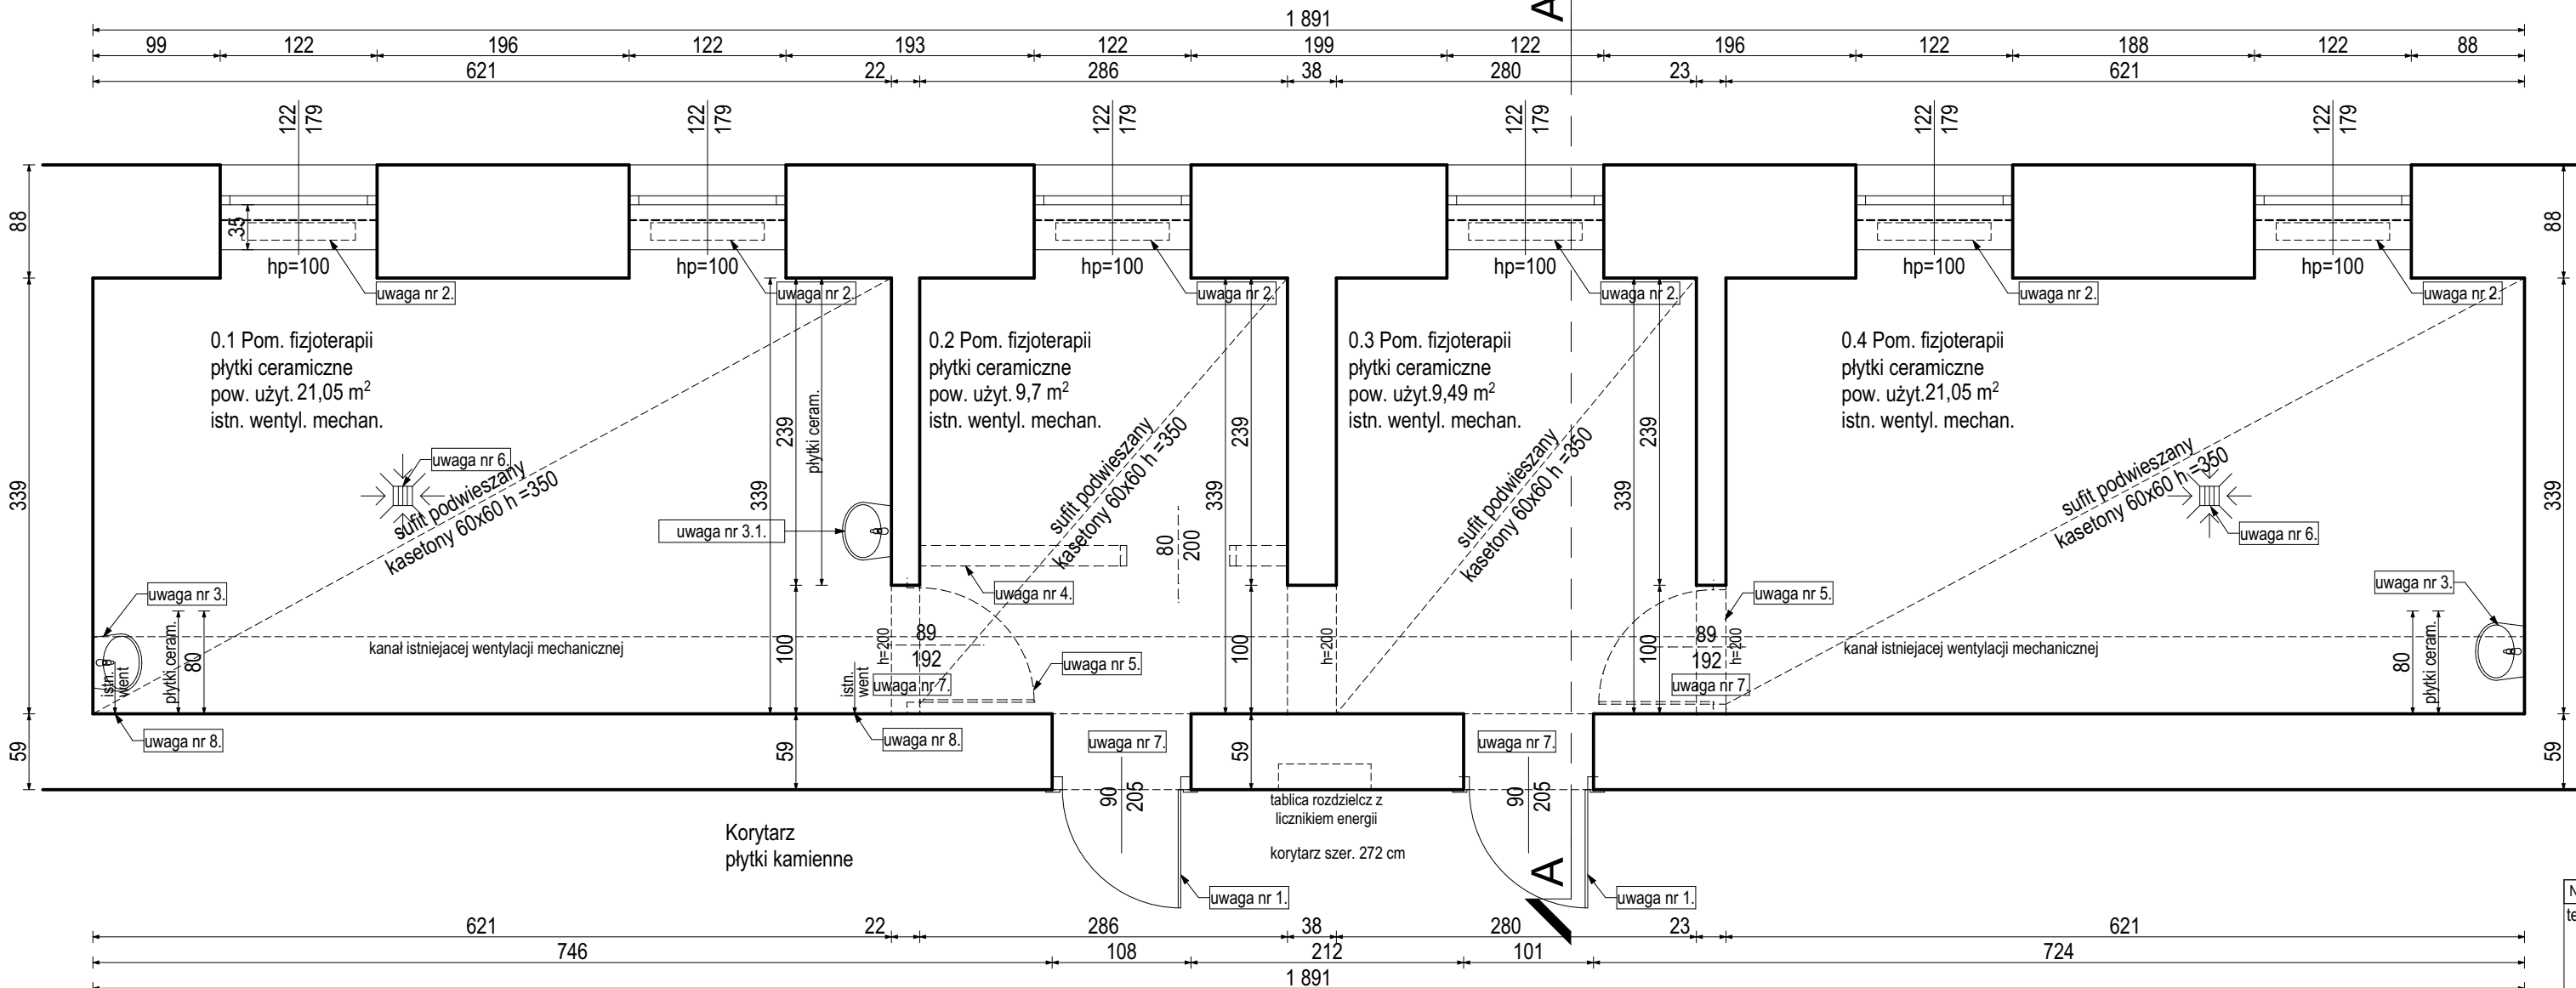 A
1 891
99 122 196 122 193 122 199 122 196 122 188 122 88
621 22 286 38 280 23 621
122 179 122 179 122 179 122 179 122 179 122 179
88 35 88
hp=100 hp=100 hp=100 hp=100 hp=100 hp=100
uwaga nr 2. uwaga nr 2. uwaga nr 2. uwaga nr 2. uwaga nr 2. uwaga nr 2.
0.1 Pom. fizjoterapii
płytki ceramiczne
pow. użyt. 21,05 m²
istn. wentyl. mechan.
0.2 Pom. fizjoterapii
płytki ceramiczne
pow. użyt. 9,7 m²
istn. wentyl. mechan.
0.3 Pom. fizjoterapii
płytki ceramiczne
pow. użyt.9,49 m²
istn. wentyl. mechan.
0.4 Pom. fizjoterapii
płytki ceramiczne
pow. użyt.21,05 m²
istn. wentyl. mechan.
339 339 239 płytki ceram. 339 239 339 239 339
uwaga nr 6.
sufit podwieszany
kasetony 60x60 h =350
sufit podwieszany
kasetony 60x60 h =350
sufit podwieszany
kasetony 60x60 h =350
sufit podwieszany
kasetony 60x60 h =350
uwaga nr 6.
uwaga nr 3.1.
80
200
uwaga nr 3.
uwaga nr 4.
uwaga nr 5.
uwaga nr 3.
istn.
went
płytki ceram.
80
kanał istniejacej wentylacji mechanicznej
100
istn.
went
h=200
89
192
uwaga nr 7.
uwaga nr 5.
100
h=200
100
89
192
h=200
uwaga nr 7.
kanał istniejacej wentylacji mechanicznej
80
płytki ceram.
59
uwaga nr 8.
59
uwaga nr 8.
uwaga nr 7.
59
uwaga nr 7.
59
90
205
tablica rozdzielcz z
licznikiem energii
90
205
Korytarz
płytki kamienne
korytarz szer. 272 cm
A
uwaga nr 1.
uwaga nr 1.
N
te
621 22 286 38 280 23 621
746 108 212 101 724
1 891